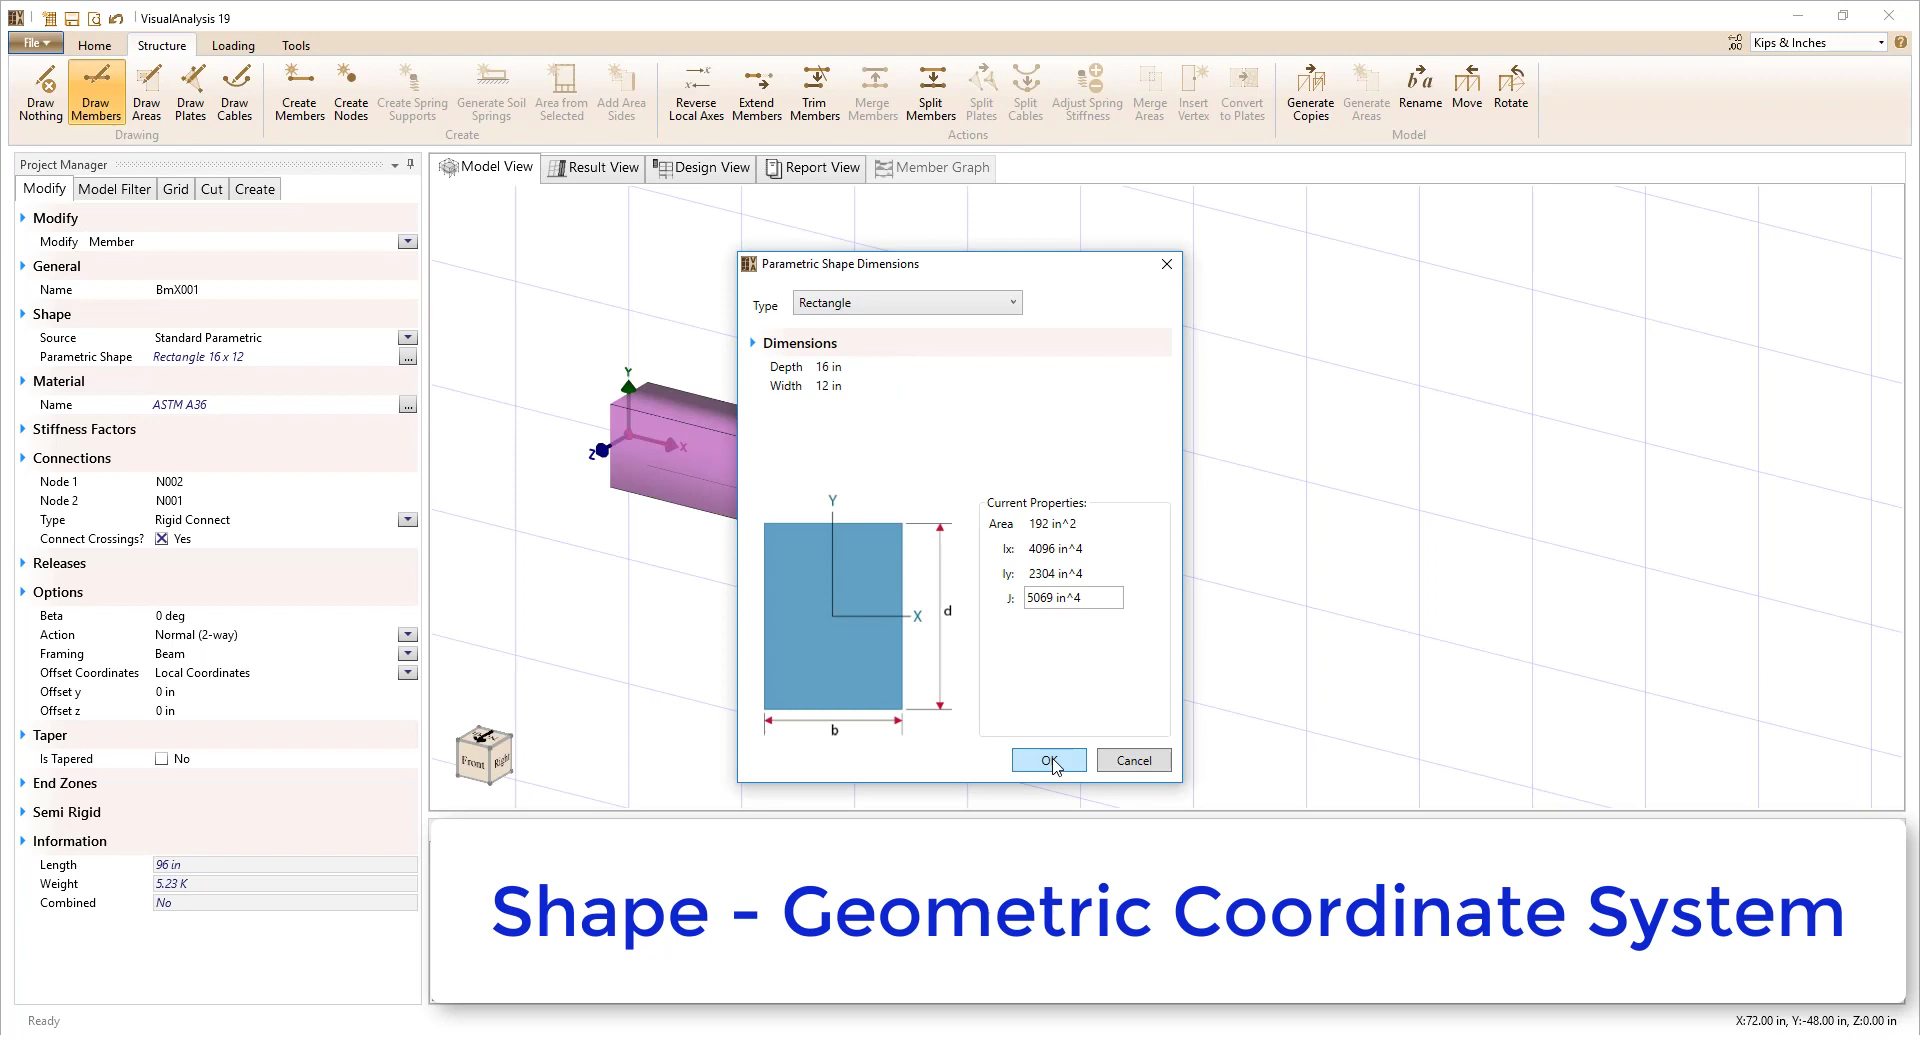 VisualAnalysis 19
File Home Structure Loading Tools
Kips & Inches
Draw Nothing Draw Members Draw Areas Draw Plates Draw Cables
Drawing
Create Members Create Nodes Create Spring Supports Generate Soil Springs Area from Selected Add Area Sides
Create
Reverse Local Axes Extend Members Trim Members Merge Members Split Members Split Plates Split Cables Adjust Spring Stiffness Merge Areas Insert Vertex Convert to Plates
Actions
Generate Copies Generate Areas Rename Move Rotate
Model
Project Manager
Modify Model Filter Grid Cut Create
Modify
Modify Member
General
Name BmX001
Shape
Source Standard Parametric
Parametric Shape Rectangle 16 x 12 ...
Material
Name ASTM A36 ...
Stiffness Factors
Connections
Node 1 N002
Node 2 N001
Type Rigid Connect
Connect Crossings? Yes
Releases
Options
Beta 0 deg
Action Normal (2-way)
Framing Beam
Offset Coordinates Local Coordinates
Offset y 0 in
Offset z 0 in
Taper
Is Tapered No
End Zones
Semi Rigid
Information
Length 96 in
Weight 5.23 K
Combined No
Model View Result View Design View Report View Member Graph
Y
X
Z
Front Right
Parametric Shape Dimensions
Type Rectangle
Dimensions
Depth 16 in
Width 12 in
Y
X
d
b
Current Properties:
Area 192 in^2
Ix: 4096 in^4
Iy: 2304 in^4
J: 5069 in^4
OK Cancel
Shape - Geometric Coordinate System
Ready
X:72.00 in, Y:-48.00 in, Z:0.00 in